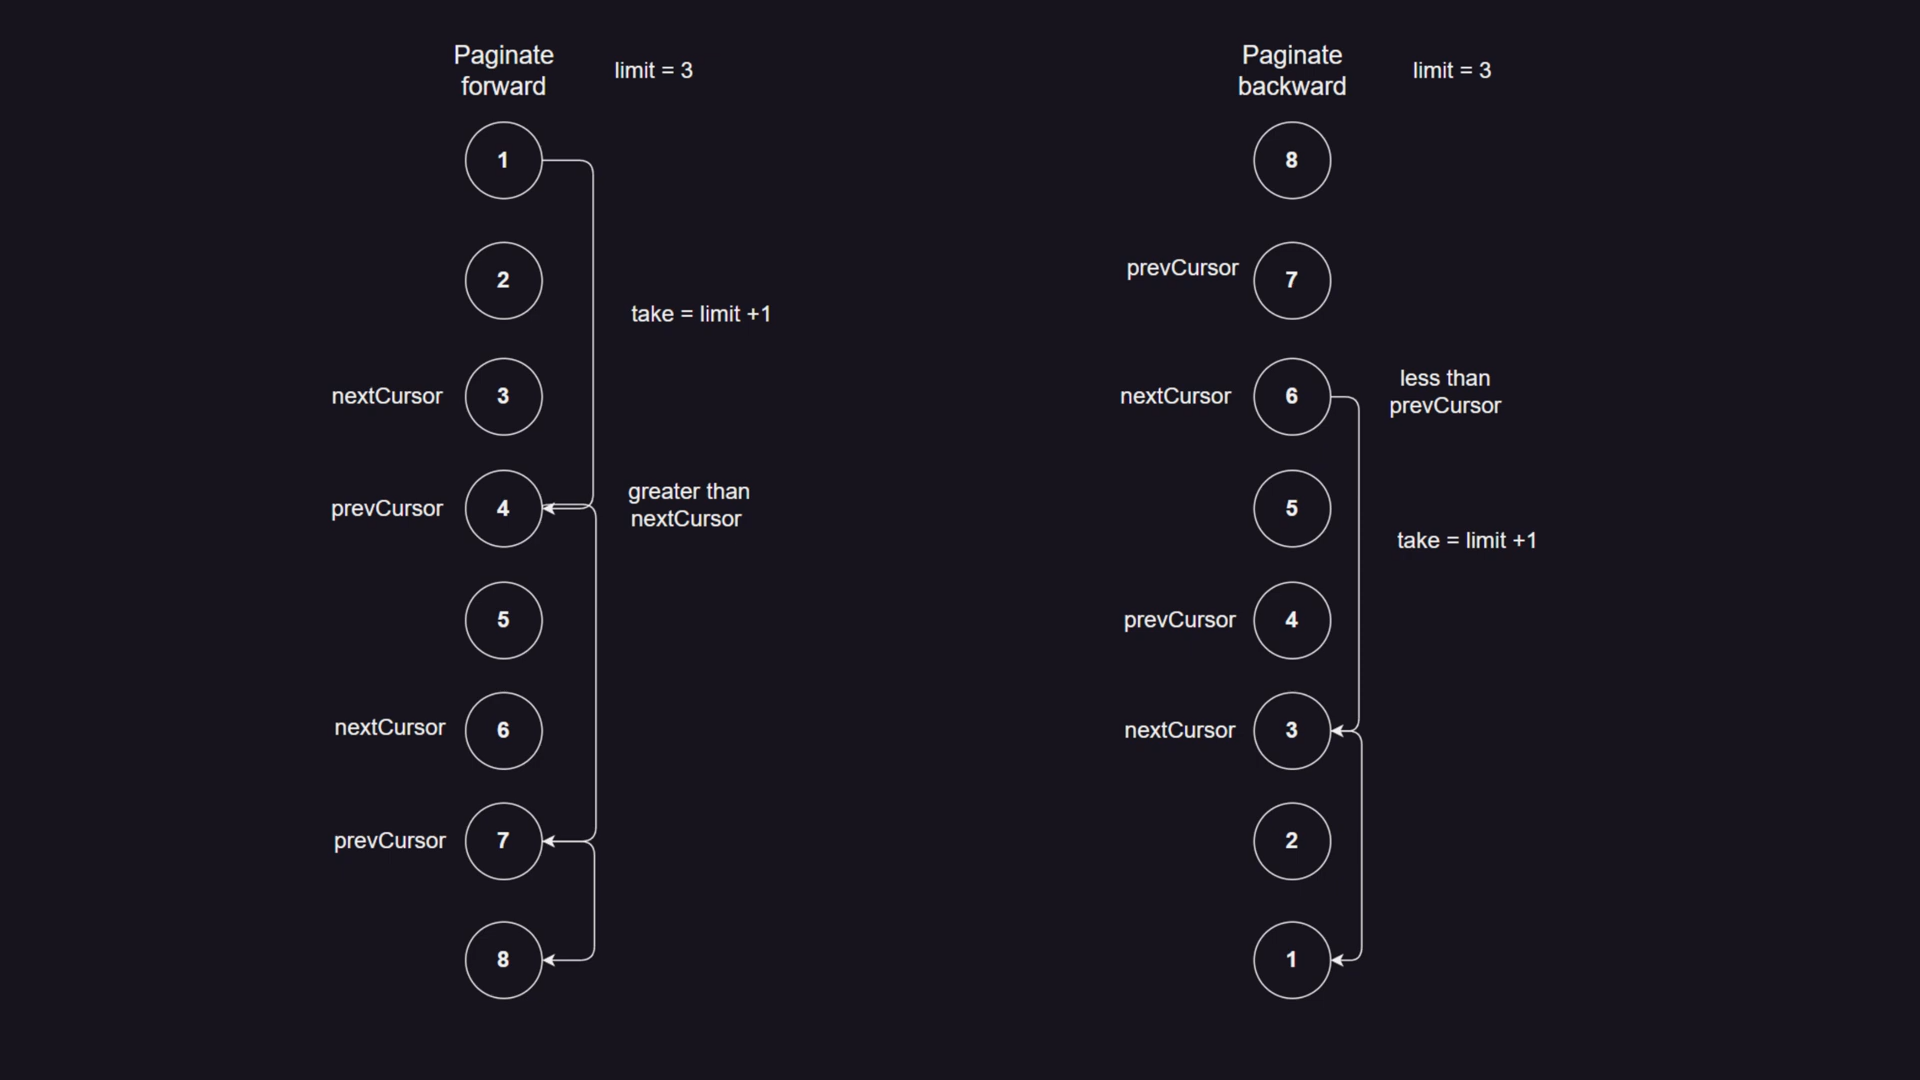 Paginate
forward
limit = 3
1
2
take = limit +1
nextCursor
3
prevCursor
4
greater than
nextCursor
5
nextCursor
6
prevCursor
7
8
Paginate
backward
limit = 3
8
prevCursor
7
nextCursor
6
less than
prevCursor
5
take = limit +1
prevCursor
4
nextCursor
3
2
1